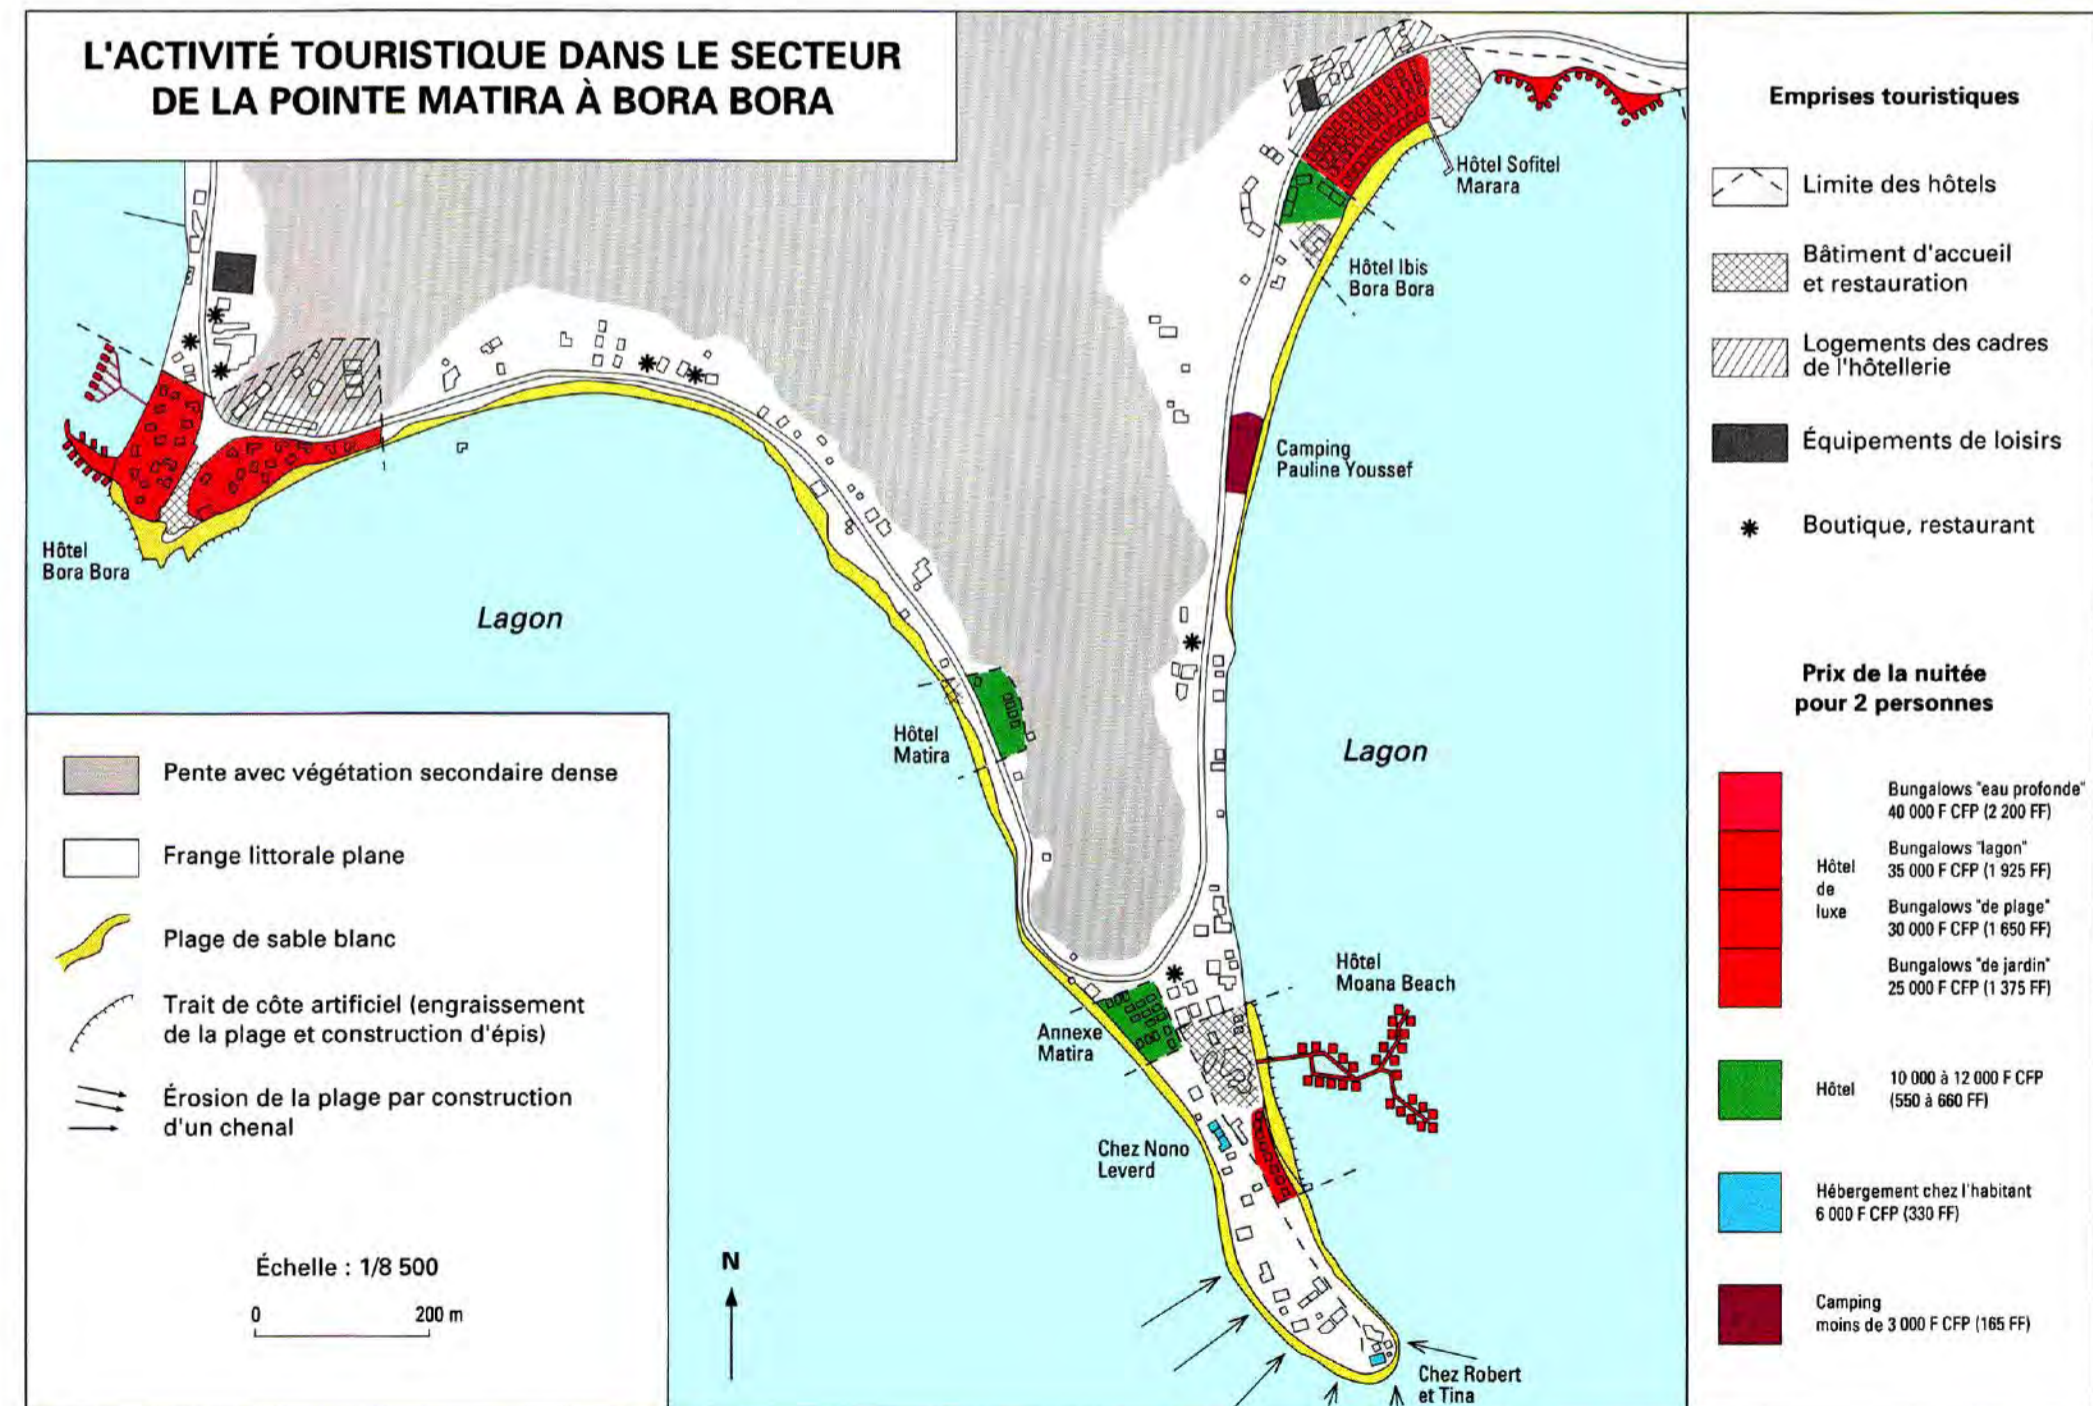 L'ACTIVITÉ TOURISTIQUE DANS LE SECTEUR
DE LA POINTE MATIRA À BORA BORA
Hôtel Sofitel
Marara
Hôtel Ibis
Bora Bora
Camping
Pauline Youssef
Hôtel
Bora Bora
Lagon
Hôtel
Matira
Lagon
Hôtel
Moana Beach
Annexe
Matira
Chez Nono
Leverd
Chez Robert
et Tina
Pente avec végétation secondaire dense
Frange littorale plane
Plage de sable blanc
Trait de côte artificiel (engraissement
de la plage et construction d'épis)
Érosion de la plage par construction
d'un chenal
Échelle : 1/8 500
0 200 m
N
Emprises touristiques
Limite des hôtels
Bâtiment d'accueil
et restauration
Logements des cadres
de l'hôtellerie
Équipements de loisirs
Boutique, restaurant
Prix de la nuitée
pour 2 personnes
Hôtel
de
luxe
Bungalows "eau profonde"
40 000 F CFP (2 200 FF)
Bungalows "lagon"
35 000 F CFP (1 925 FF)
Bungalows "de plage"
30 000 F CFP (1 650 FF)
Bungalows "de jardin"
25 000 F CFP (1 375 FF)
Hôtel
10 000 à 12 000 F CFP
(550 à 660 FF)
Hébergement chez l'habitant
6 000 F CFP (330 FF)
Camping
moins de 3 000 F CFP (165 FF)